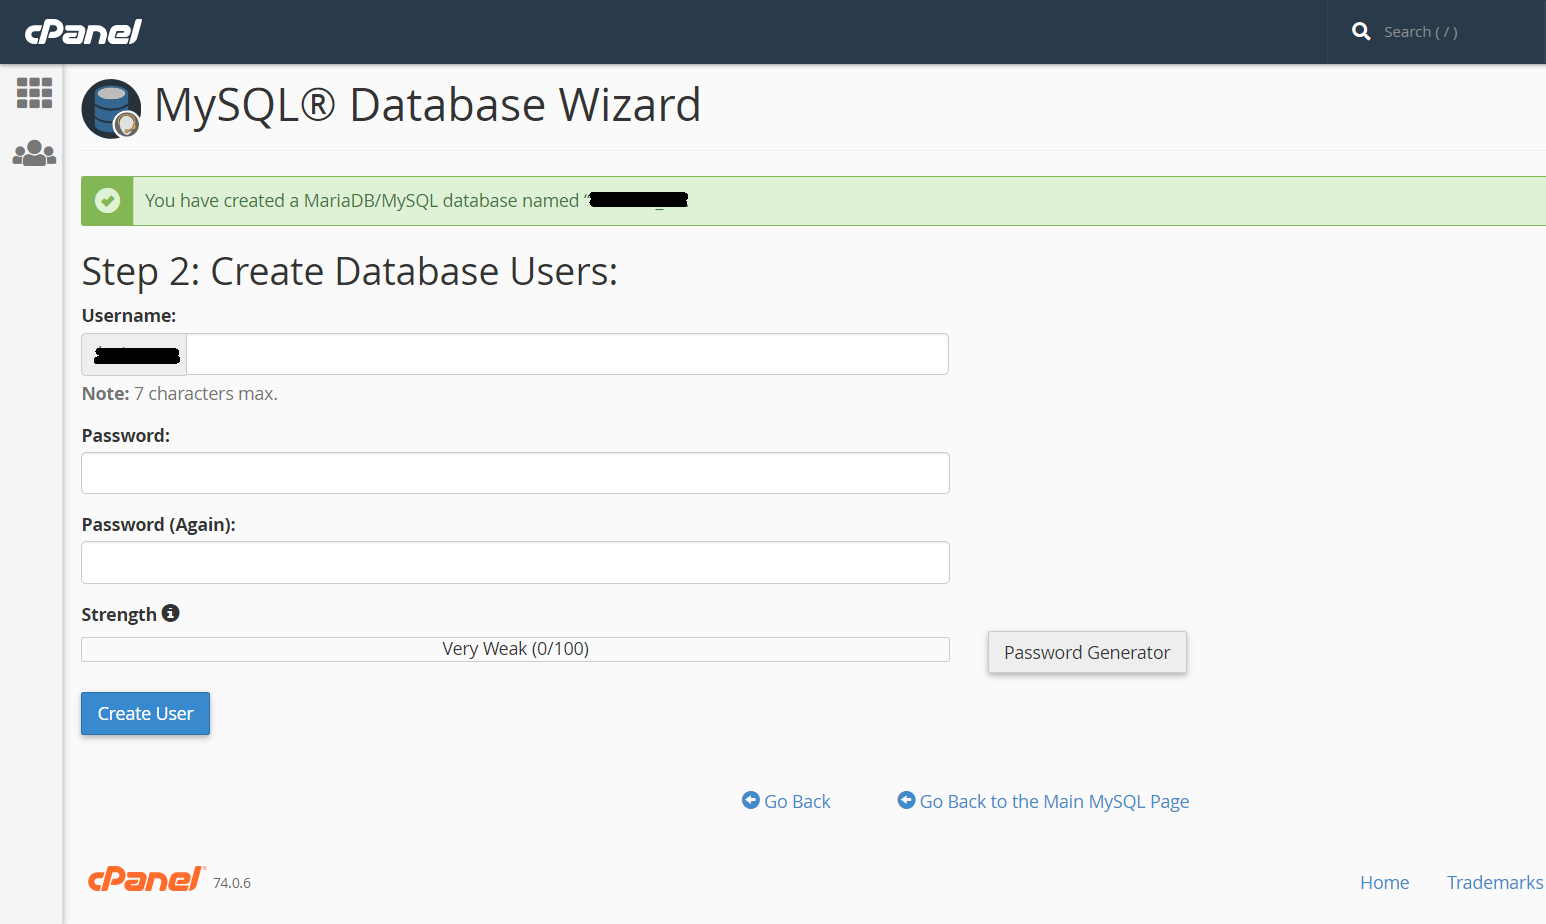 cPanel
Search ( / )
MySQL® Database Wizard
You have created a MariaDB/MySQL database named “
Step 2: Create Database Users:
Username:
Note: 7 characters max.
Password:
Password (Again):
Strength
Very Weak (0/100)
Password Generator
Create User
Go Back
Go Back to the Main MySQL Page
cPanel® 74.0.6
Home
Trademarks